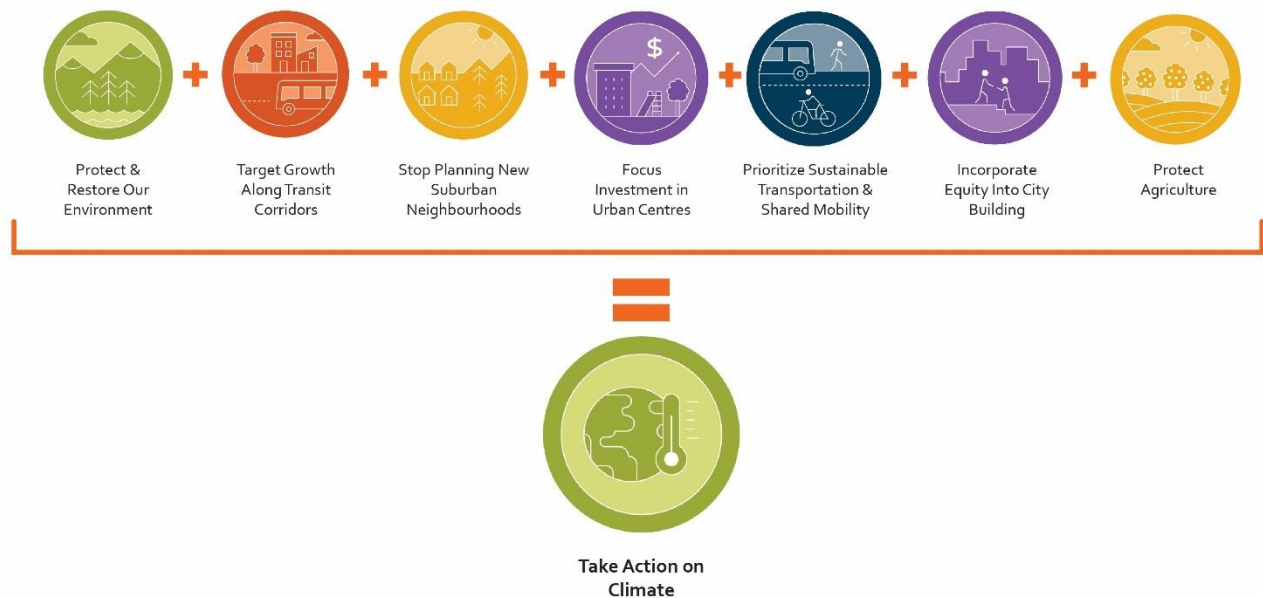 $
Protect &
Restore Our
Environment
Target Growth
Along Transit
Corridors
Stop Planning New
Suburban
Neighbourhoods
Focus
Investment in
Urban Centres
Prioritize Sustainable
Transportation &
Shared Mobility
Incorporate
Equity Into City
Building
Protect
Agriculture
Take Action on
Climate